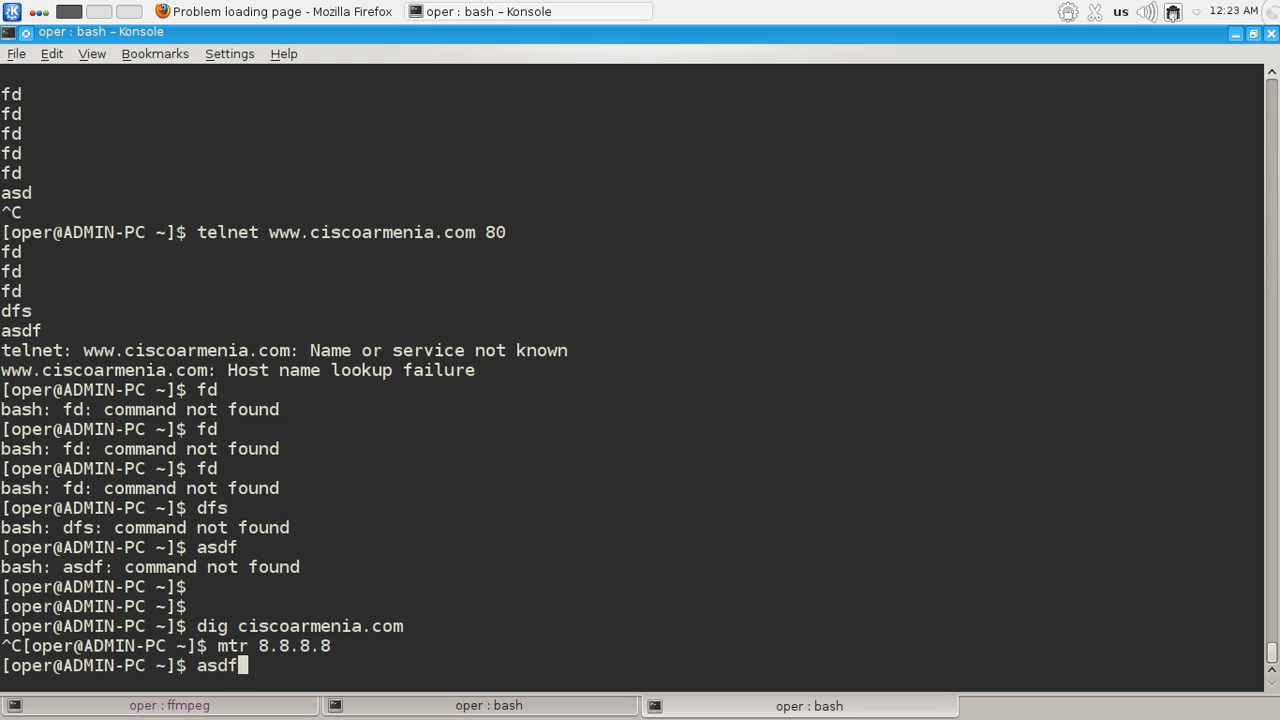 Problem loading page - Mozilla Firefox
oper : bash – Konsole
us
12:23 AM
oper : bash – Konsole
File Edit View Bookmarks Settings Help
fd
fd
fd
fd
fd
asd
^C
[oper@ADMIN-PC ~]$ telnet www.ciscoarmenia.com 80
fd
fd
fd
dfs
asdf
telnet: www.ciscoarmenia.com: Name or service not known
www.ciscoarmenia.com: Host name lookup failure
[oper@ADMIN-PC ~]$ fd
bash: fd: command not found
[oper@ADMIN-PC ~]$ fd
bash: fd: command not found
[oper@ADMIN-PC ~]$ fd
bash: fd: command not found
[oper@ADMIN-PC ~]$ dfs
bash: dfs: command not found
[oper@ADMIN-PC ~]$ asdf
bash: asdf: command not found
[oper@ADMIN-PC ~]$
[oper@ADMIN-PC ~]$
[oper@ADMIN-PC ~]$ dig ciscoarmenia.com
^C[oper@ADMIN-PC ~]$ mtr 8.8.8.8
[oper@ADMIN-PC ~]$ asdf
oper : ffmpeg
oper : bash
oper : bash